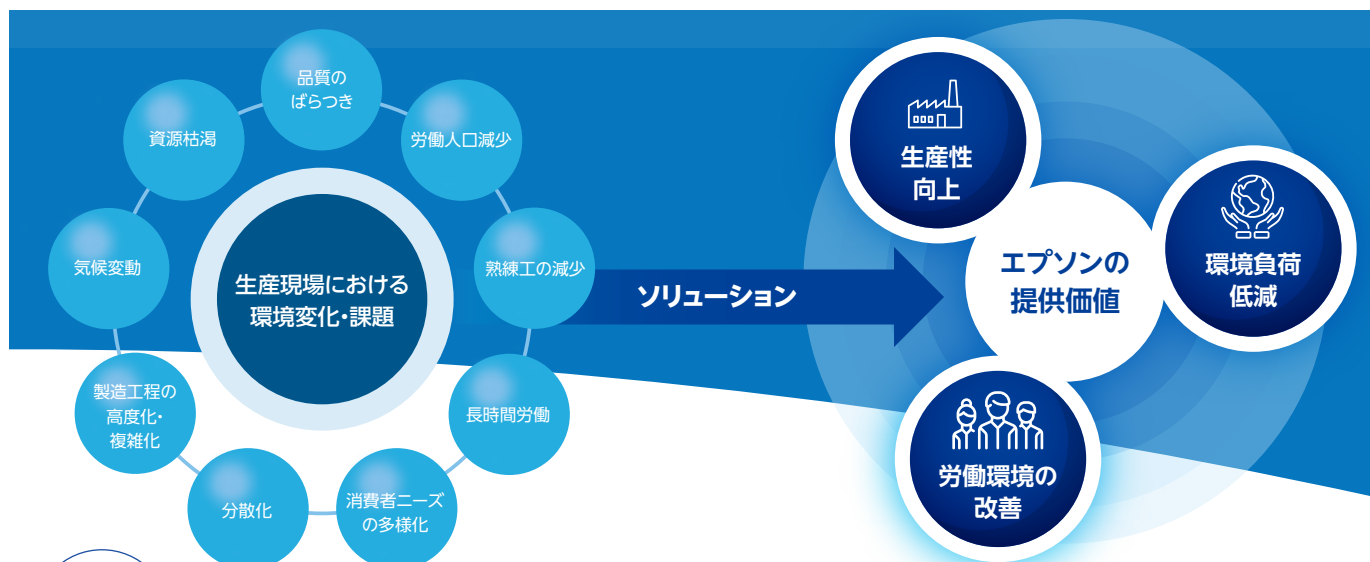 品質の
ばらつき
資源枯渇
労働人口減少
気候変動
熟練工の減少
生産現場における
環境変化・課題
製造工程の
高度化・
複雑化
長時間労働
分散化
消費者ニーズ
の多様化
ソリューション
生産性
向上
エプソンの
提供価値
環境負荷
低減
労働環境の
改善